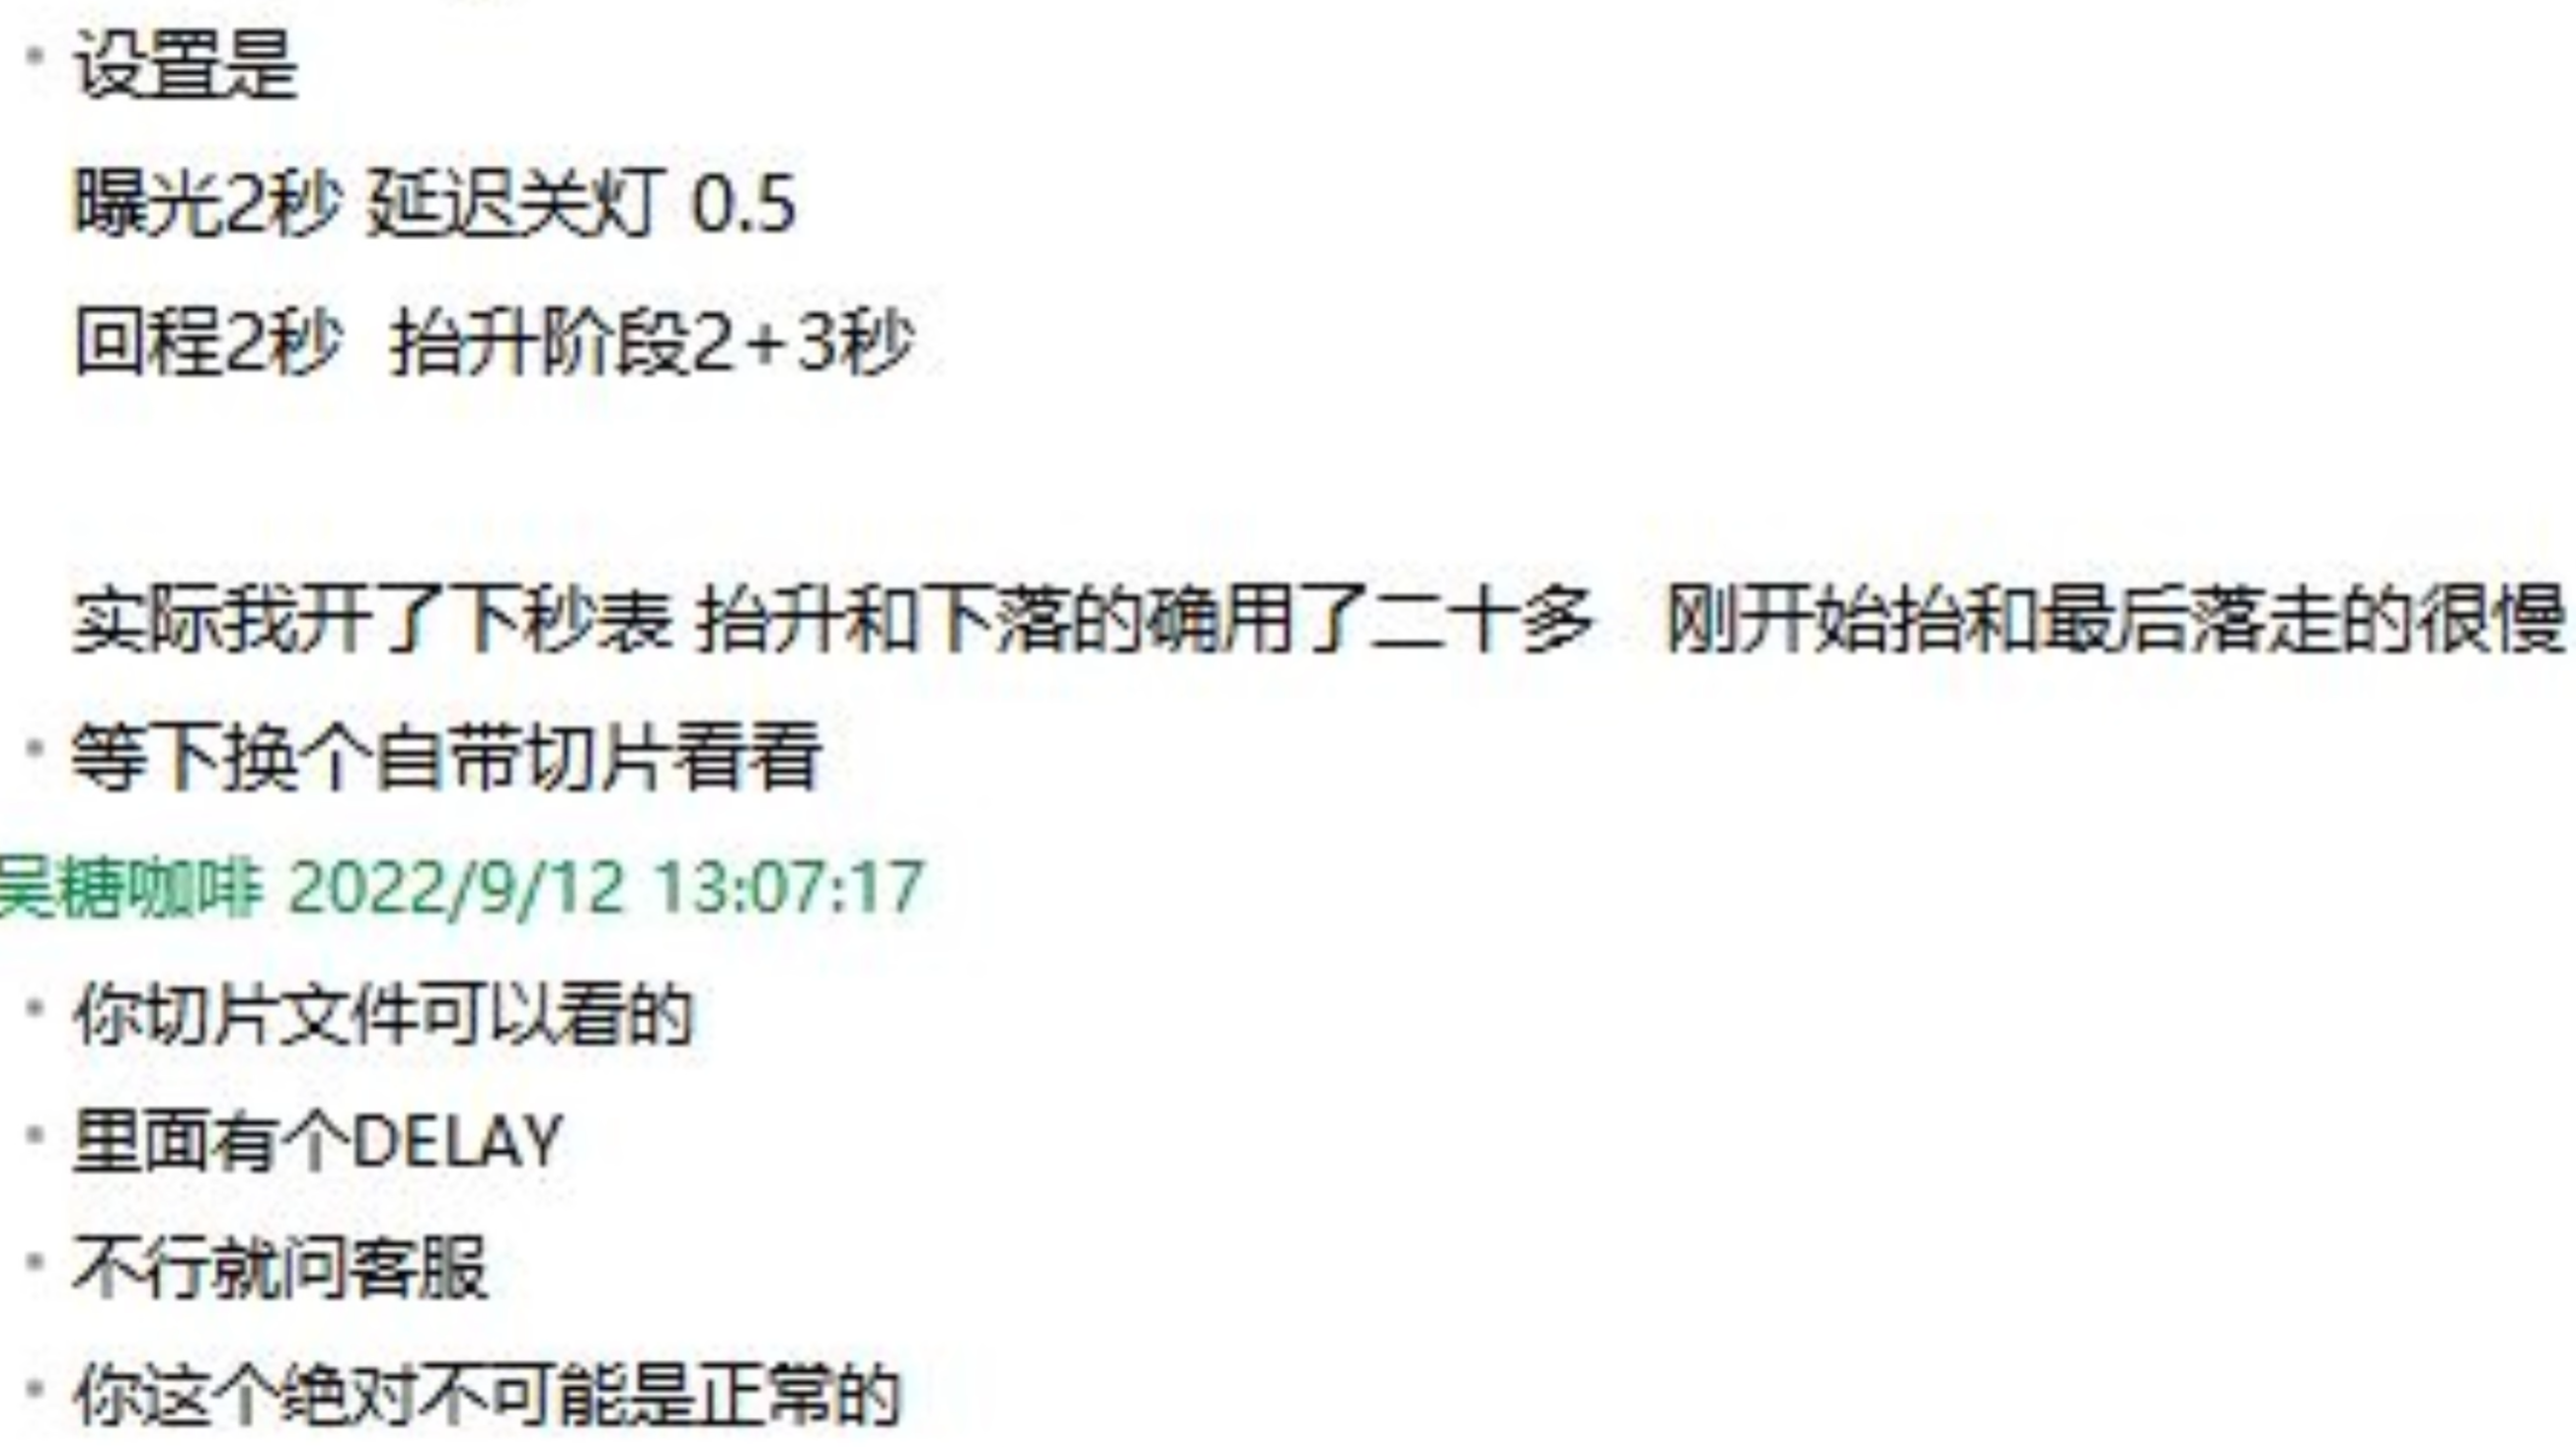 设置是
曝光2秒 延迟关灯 0.5
回程2秒 抬升阶段2+3秒
实际我开了下秒表 抬升和下落的确用了二十多 刚开始抬和最后落走的很慢
等下换个自带切片看看
吴糖咖啡 2022/9/12 13:07:17
你切片文件可以看的
里面有个DELAY
不行就问客服
你这个绝对不可能是正常的